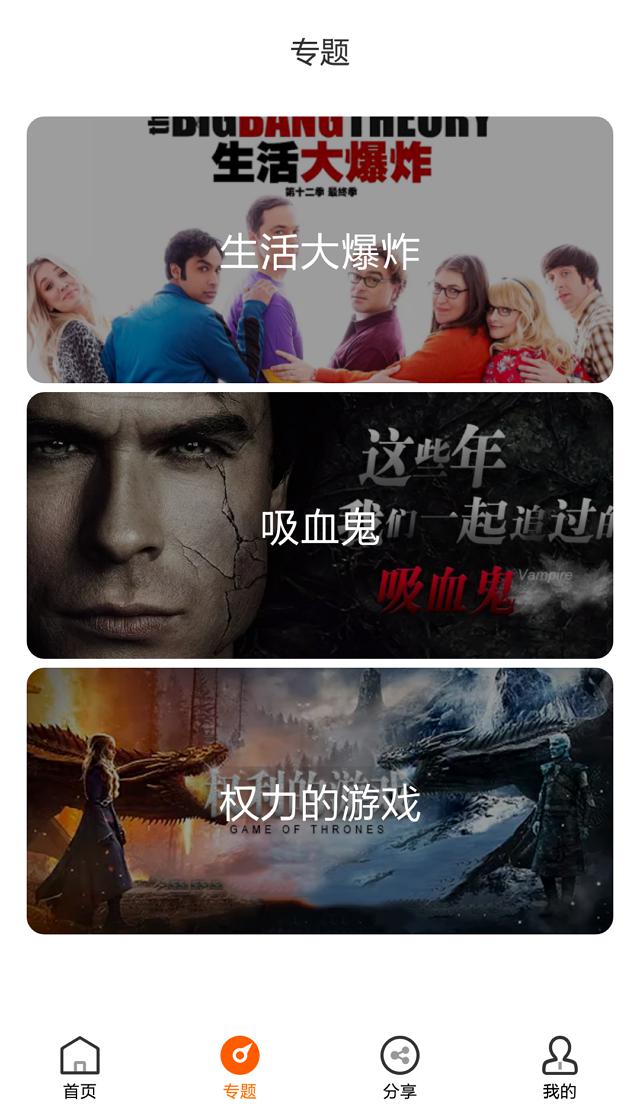 专题
the BIG BANG THEORY
生活大爆炸
第十二季 最终季
生活大爆炸
这些年
我们一起追过的
吸血鬼
吸血鬼 Vampire
权利的游戏
权力的游戏
GAME OF THRONES
首页
专题
分享
我的